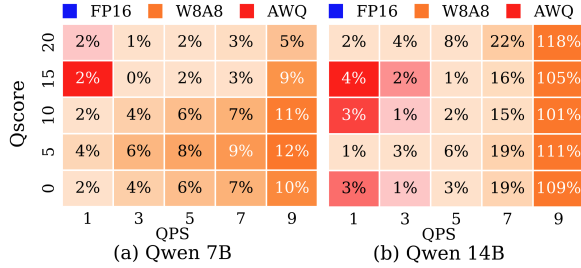 FP16 W8A8 AWQ FP16 W8A8 AWQ
Qscore
20 2% 1% 2% 3% 5% 2% 4% 8% 22% 118%
15 2% 0% 2% 3% 9% 4% 2% 1% 16% 105%
10 2% 4% 6% 7% 11% 3% 1% 2% 15% 101%
5 4% 6% 8% 9% 12% 1% 3% 6% 19% 111%
0 2% 4% 6% 7% 10% 3% 1% 3% 19% 109%
1 3 5 7 9 1 3 5 7 9
QPS QPS
(a) Qwen 7B (b) Qwen 14B